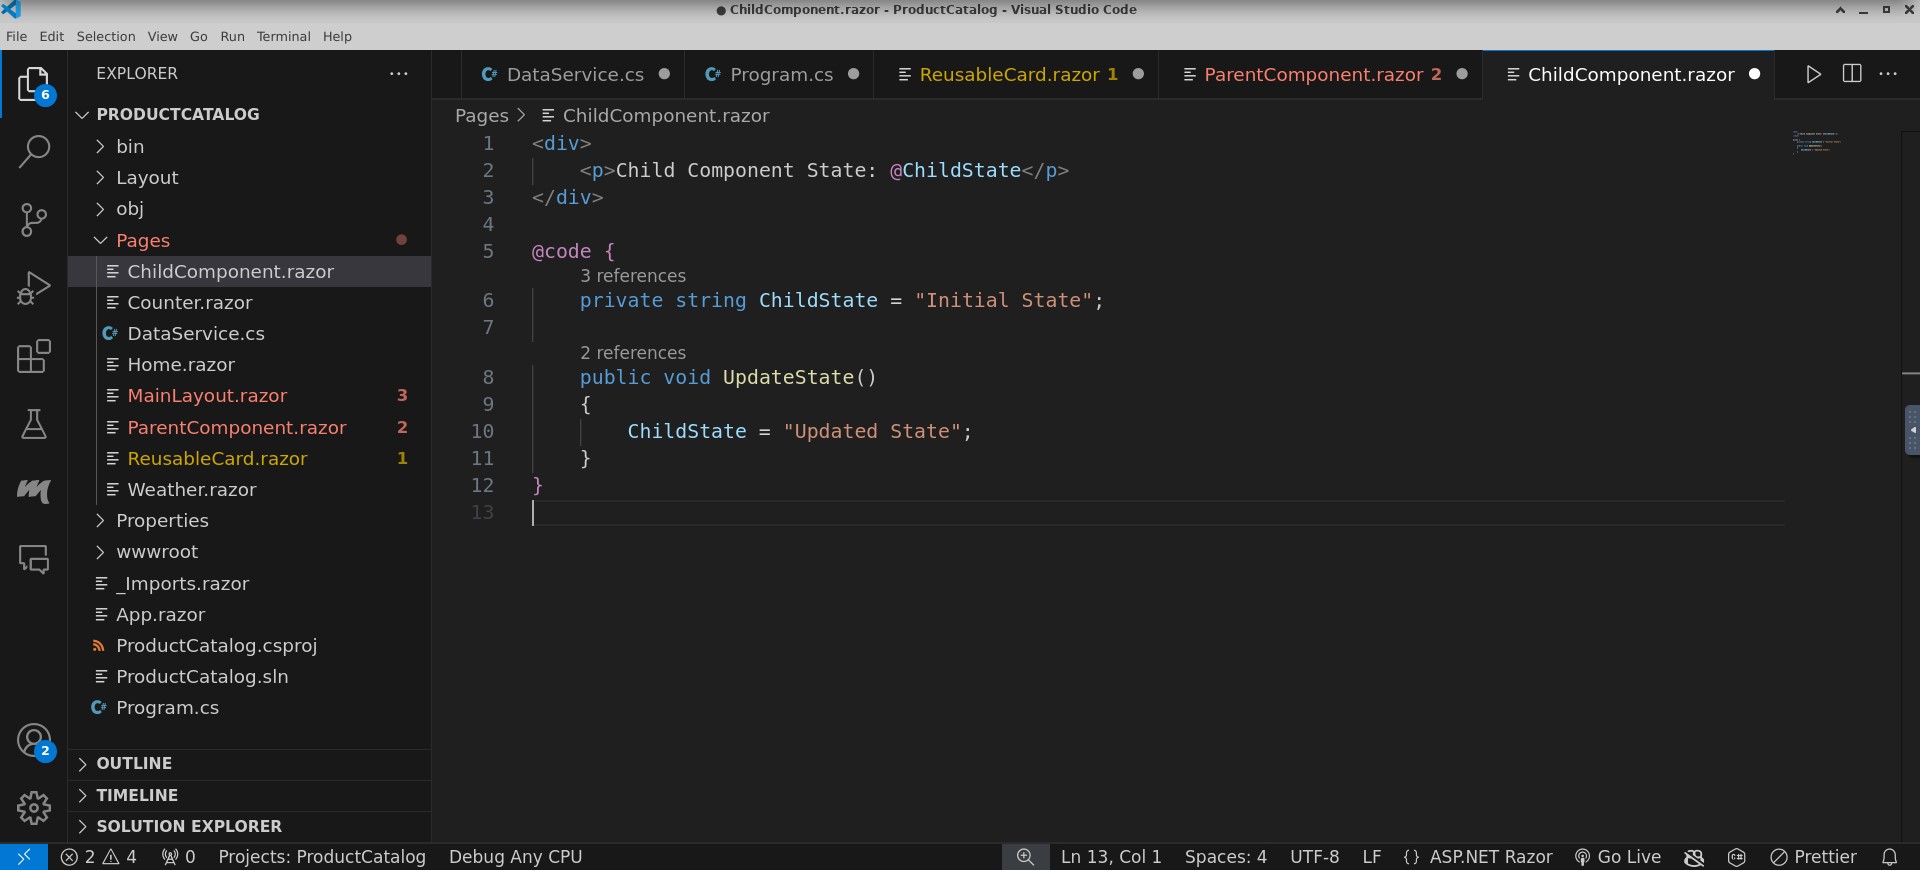 ● ChildComponent.razor - ProductCatalog - Visual Studio Code
File Edit Selection View Go Run Terminal Help
EXPLORER
PRODUCTCATALOG
bin
Layout
obj
Pages
ChildComponent.razor
Counter.razor
DataService.cs
Home.razor
MainLayout.razor 3
ParentComponent.razor 2
ReusableCard.razor 1
Weather.razor
Properties
wwwroot
_Imports.razor
App.razor
ProductCatalog.csproj
ProductCatalog.sln
Program.cs
OUTLINE
TIMELINE
SOLUTION EXPLORER
6
2
DataService.cs Program.cs ReusableCard.razor 1 ParentComponent.razor 2 ChildComponent.razor
Pages > ChildComponent.razor
1 <div>
2 <p>Child Component State: @ChildState</p>
3 </div>
4
5 @code {
3 references
6 private string ChildState = "Initial State";
7
2 references
8 public void UpdateState()
9 {
10 ChildState = "Updated State";
11 }
12 }
13
2 4 0 Projects: ProductCatalog Debug Any CPU Ln 13, Col 1 Spaces: 4 UTF-8 LF {} ASP.NET Razor Go Live Prettier